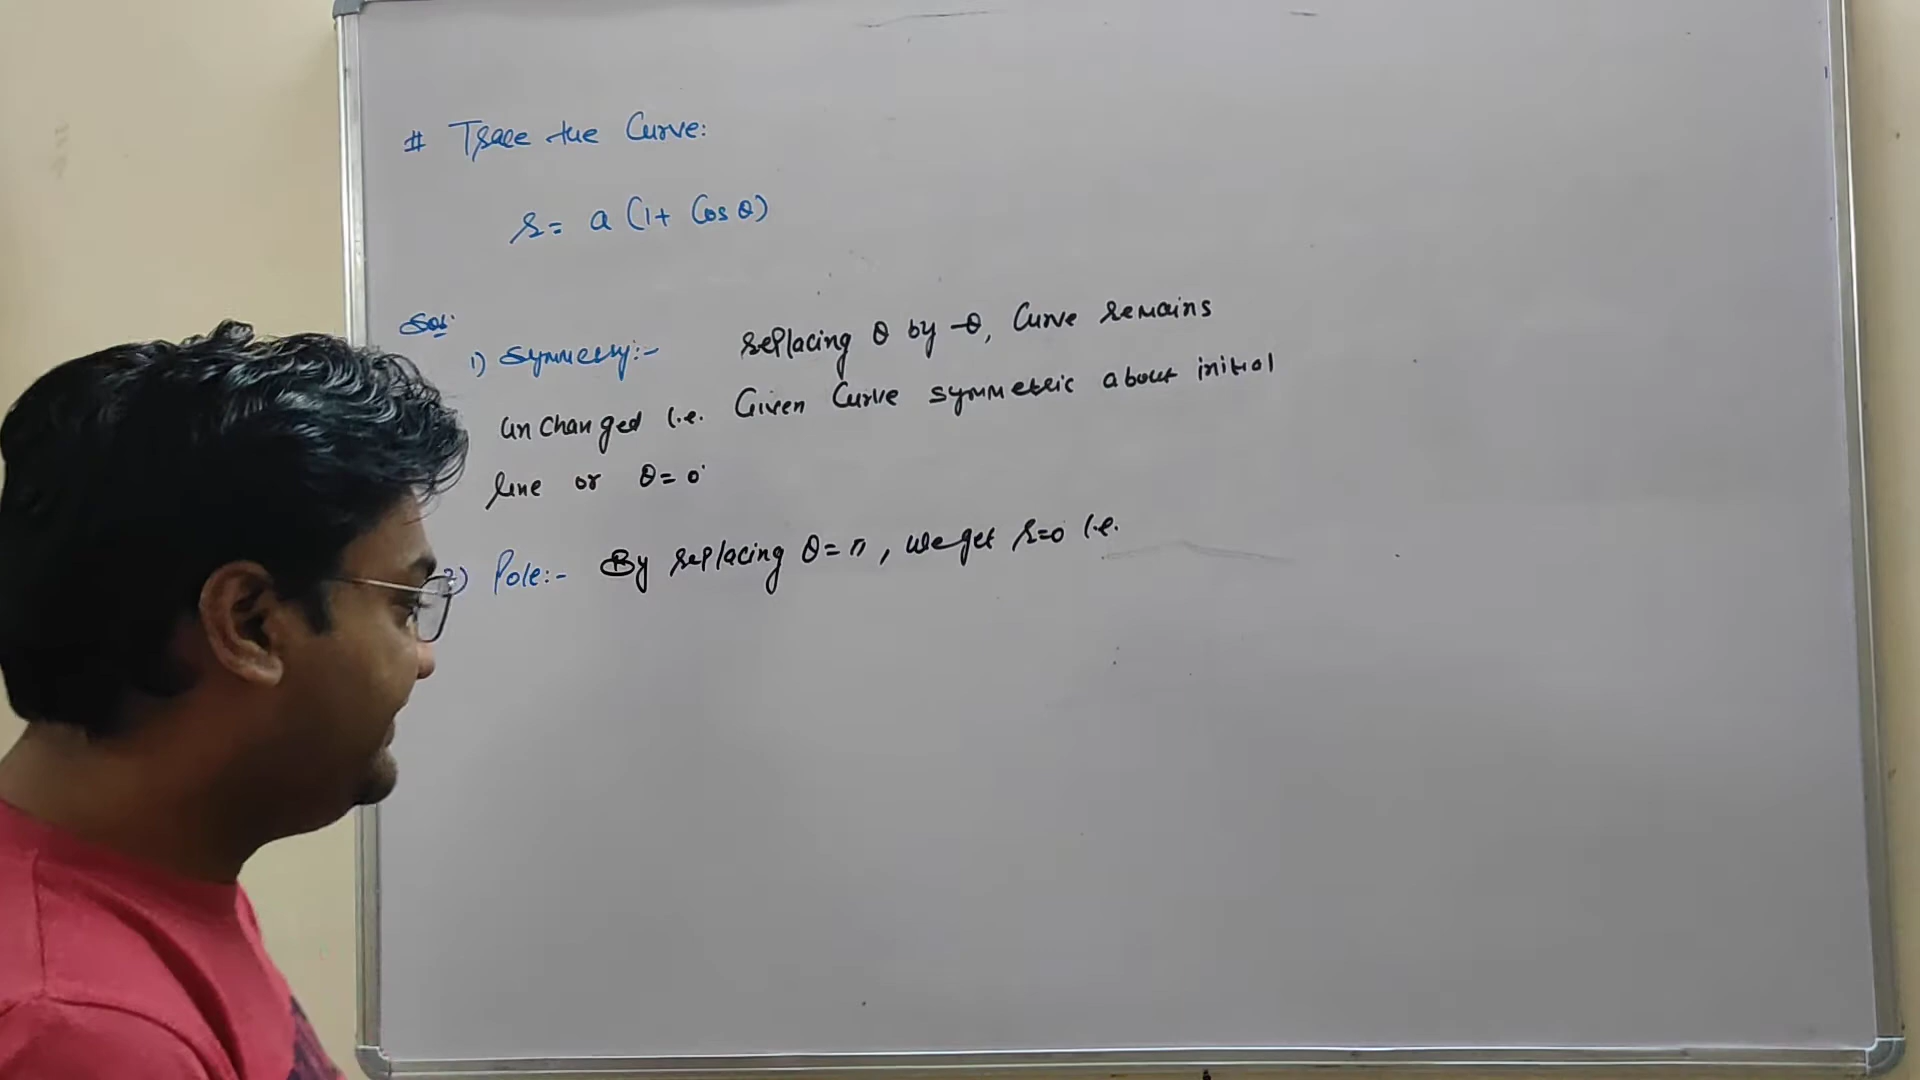 # Trace the Curve:
r = a (1+ Cos θ)
Sol:
1) Symmetry:- replacing θ by -θ, Curve remains
unchanged i.e. Given Curve symmetric about initial
line or θ = 0
2) Pole:- By replacing θ = π, we get r=0 i.e.